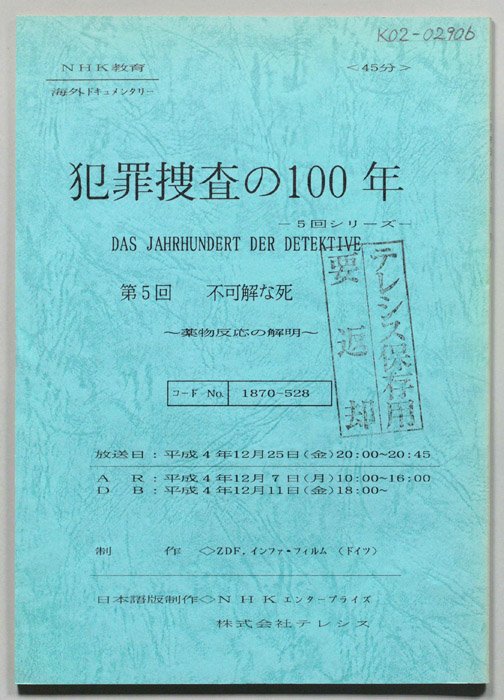 K02-02906
NHK教育 <45分>
海外ドキュメンタリー
犯罪捜査の100年
－5回シリーズ－
DAS JAHRHUNDERT DER DETEKTIVE
第5回 不可解な死
～薬物反応の解明～
テレシス保存用
要返却
コード No. 1870-528
放送日：平成4年12月25日(金)20:00~20:45
A R：平成4年12月7日(月)10:00~16:00
D B：平成4年12月11日(金)18:00~
制 作 ◇ZDF．インファ・フィルム （ドイツ）
日本語版制作◇NHKエンタープライズ
株式会社テレシス